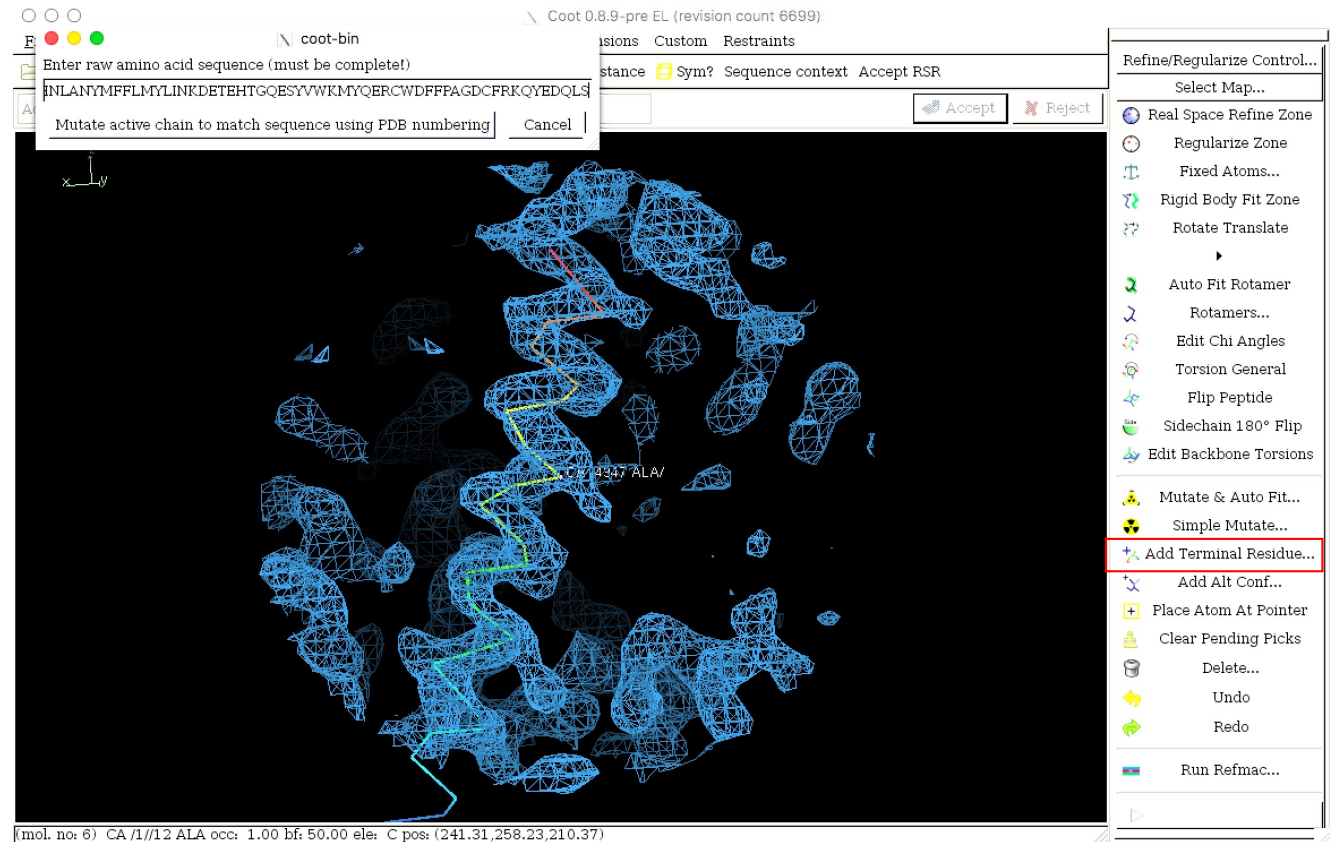 Coot 0.8.9-pre EL (revision count 6699)
coot-bin
Custom Restraints
Enter raw amino acid sequence (must be complete!)
Sym? Sequence context Accept RSR
INLANYMFFLMYLINKDETEHTGQESYVWKMYQERCWDFFPAGDCFRKQYEDQLS
Mutate active chain to match sequence using PDB numbering
Cancel
Accept
Reject
x
y
ALA/
Refine/Regularize Control...
Select Map...
Real Space Refine Zone
Regularize Zone
Fixed Atoms...
Rigid Body Fit Zone
Rotate Translate
Auto Fit Rotamer
Rotamers...
Edit Chi Angles
Torsion General
Flip Peptide
Side
Sidechain 180° Flip
Edit Backbone Torsions
Mutate & Auto Fit...
Simple Mutate...
Add Terminal Residue...
Add Alt Conf...
Place Atom At Pointer
Clear Pending Picks
Delete...
Undo
Redo
Run Refmac...
(mol. no: 6) CA /1//12 ALA occ: 1.00 bf: 50.00 ele: C pos: (241.31,258.23,210.37)